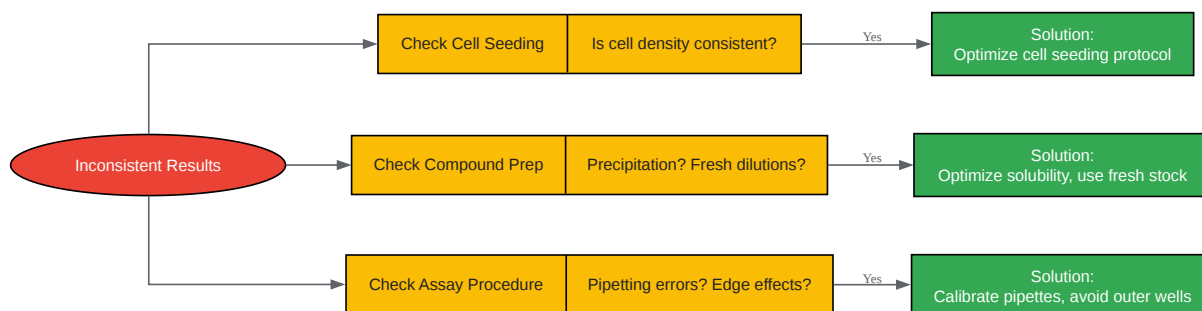 Check Cell Seeding
Is cell density consistent?
Yes
Solution:
Optimize cell seeding protocol
Inconsistent Results
Check Compound Prep
Precipitation? Fresh dilutions?
Yes
Solution:
Optimize solubility, use fresh stock
Check Assay Procedure
Pipetting errors? Edge effects?
Yes
Solution:
Calibrate pipettes, avoid outer wells